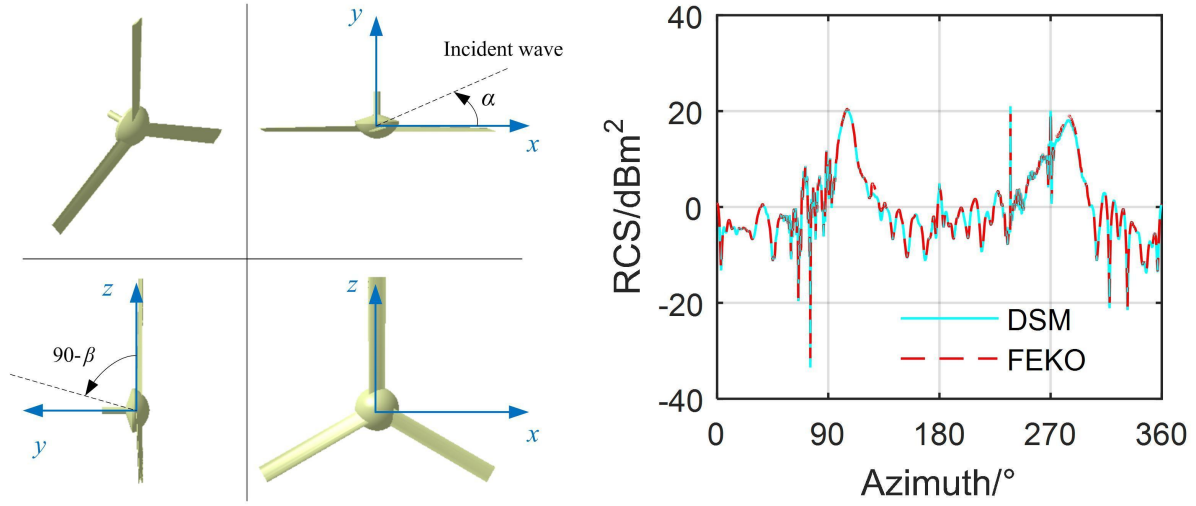 y
Incident wave
α
x
z
90-β
y
z
x
40
20
0
-20
-40
RCS/dBm²
DSM
FEKO
0 90 180 270 360
Azimuth/°